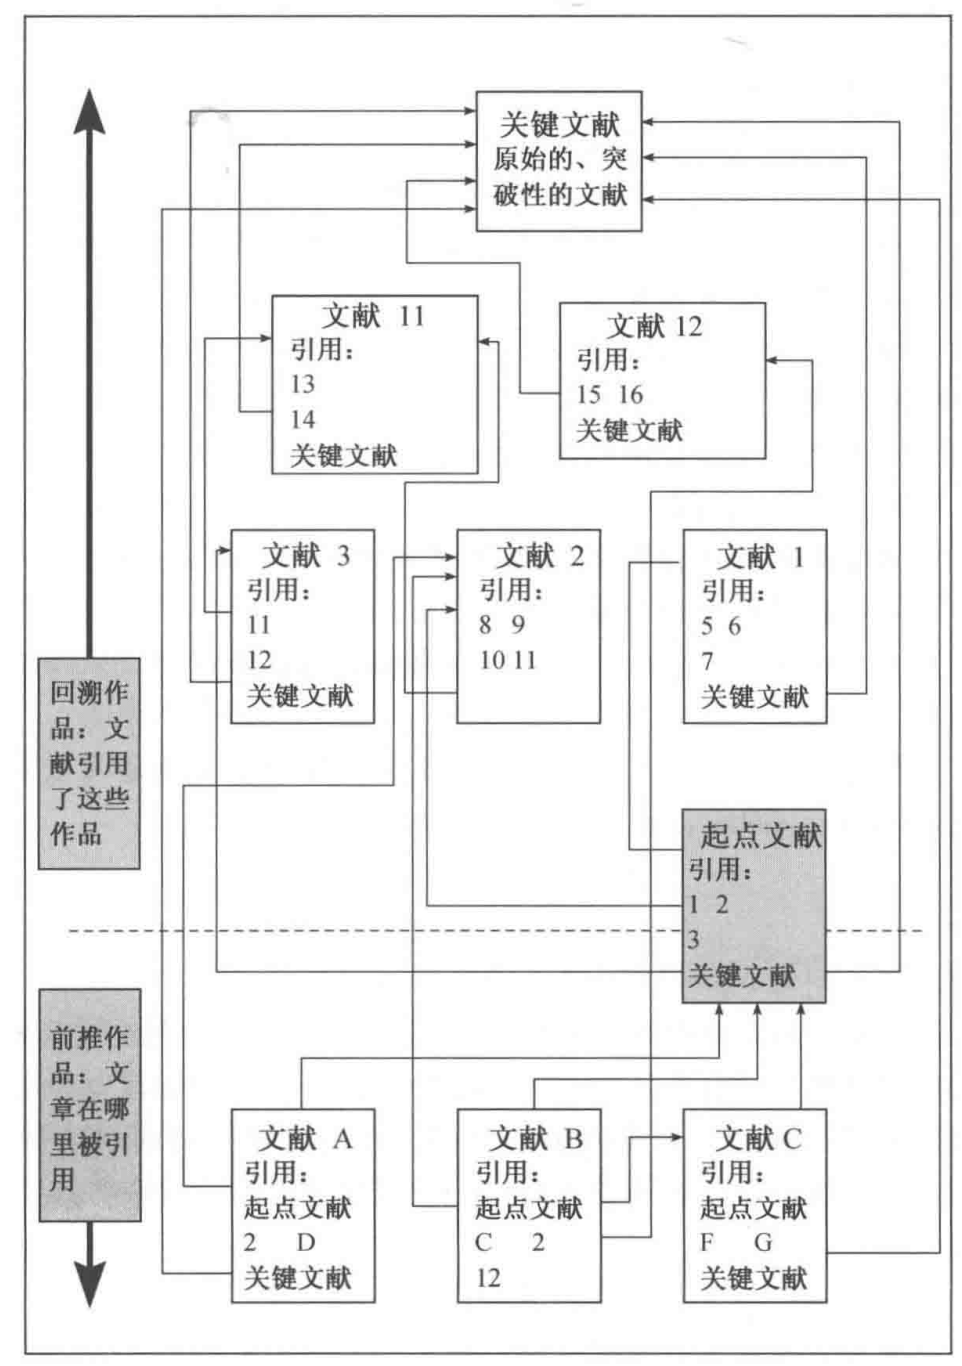 关键文献
原始的、突
破性的文献
文献 11
引用：
13
14
关键文献
文献 12
引用：
15 16
关键文献
文献 3
引用：
11
12
关键文献
文献 2
引用：
8 9
10 11
文献 1
引用：
5 6
7
关键文献
回溯作
品：文
献引用
了这些
作品
起点文献
引用：
1 2
3
关键文献
前推作
品：文
章在哪
里被引
用
文献 A
引用：
起点文献
2 D
关键文献
文献 B
引用：
起点文献
C 2
12
文献 C
引用：
起点文献
F G
关键文献